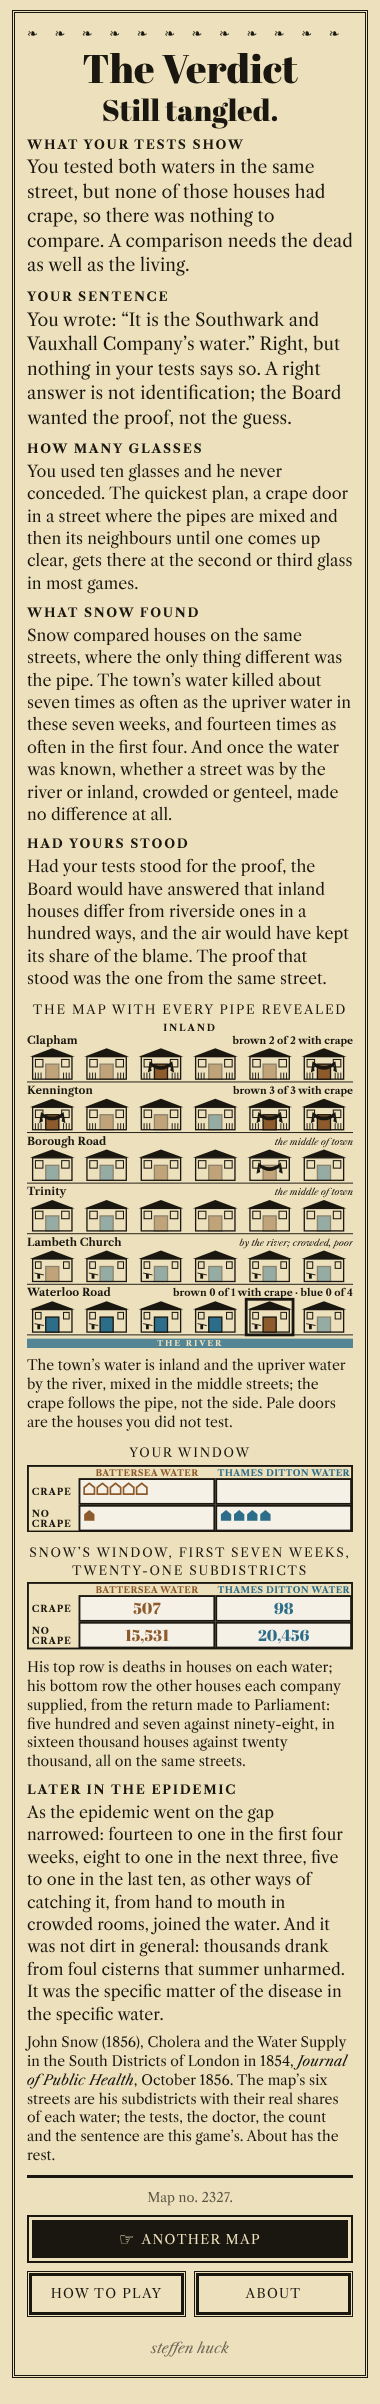 The Verdict
Still tangled.
WHAT YOUR TESTS SHOW
You tested both waters in the same
street, but none of those houses had
crape, so there was nothing to
compare. A comparison needs the dead
as well as the living.
YOUR SENTENCE
You wrote: “It is the Southwark and
Vauxhall Company’s water.” Right, but
nothing in your tests says so. A right
answer is not identification; the Board
wanted the proof, not the guess.
HOW MANY GLASSES
You used ten glasses and he never
conceded. The quickest plan, a crape door
in a street where the pipes are mixed and
then its neighbours until one comes up
clear, gets there at the second or third glass
in most games.
WHAT SNOW FOUND
Snow compared houses on the same
streets, where the only thing different was
the pipe. The town’s water killed about
seven times as often as the upriver water in
these seven weeks, and fourteen times as
often in the first four. And once the water
was known, whether a street was by the
river or inland, crowded or genteel, made
no difference at all.
HAD YOURS STOOD
Had your tests stood for the proof, the
Board would have answered that inland
houses differ from riverside ones in a
hundred ways, and the air would have kept
its share of the blame. The proof that
stood was the one from the same street.
THE MAP WITH EVERY PIPE REVEALED
INLAND
Clapham brown 2 of 2 with crape
Kennington brown 3 of 3 with crape
Borough Road the middle of town
Trinity the middle of town
Lambeth Church by the river; crowded, poor
Waterloo Road brown 0 of 1 with crape · blue 0 of 4
THE RIVER
The town’s water is inland and the upriver water
by the river, mixed in the middle streets; the
crape follows the pipe, not the side. Pale doors
are the houses you did not test.
YOUR WINDOW
BATTERSEA WATER THAMES DITTON WATER
CRAPE
NO
CRAPE
SNOW’S WINDOW, FIRST SEVEN WEEKS,
TWENTY-ONE SUBDISTRICTS
BATTERSEA WATER THAMES DITTON WATER
CRAPE 507 98
NO
CRAPE 15,531 20,456
His top row is deaths in houses on each water;
his bottom row the other houses each company
supplied, from the return made to Parliament:
five hundred and seven against ninety-eight, in
sixteen thousand houses against twenty
thousand, all on the same streets.
LATER IN THE EPIDEMIC
As the epidemic went on the gap
narrowed: fourteen to one in the first four
weeks, eight to one in the next three, five
to one in the last ten, as other ways of
catching it, from hand to mouth in
crowded rooms, joined the water. And it
was not dirt in general: thousands drank
from foul cisterns that summer unharmed.
It was the specific matter of the disease in
the specific water.
John Snow (1856), Cholera and the Water Supply
in the South Districts of London in 1854, Journal
of Public Health, October 1856. The map’s six
streets are his subdistricts with their real shares
of each water; the tests, the doctor, the count
and the sentence are this game’s. About has the
rest.
Map no. 2327.
☞ ANOTHER MAP
HOW TO PLAY ABOUT
steffen huck